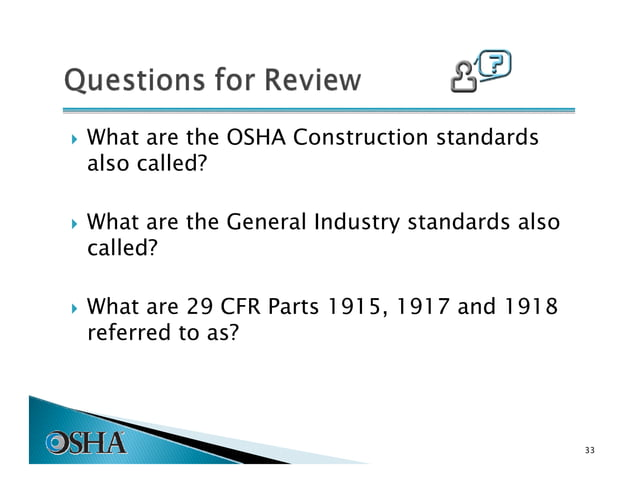 Questions for Review
What are the OSHA Construction standards
also called?
What are the General Industry standards also
called?
What are 29 CFR Parts 1915, 1917 and 1918
referred to as?
OSHA
33